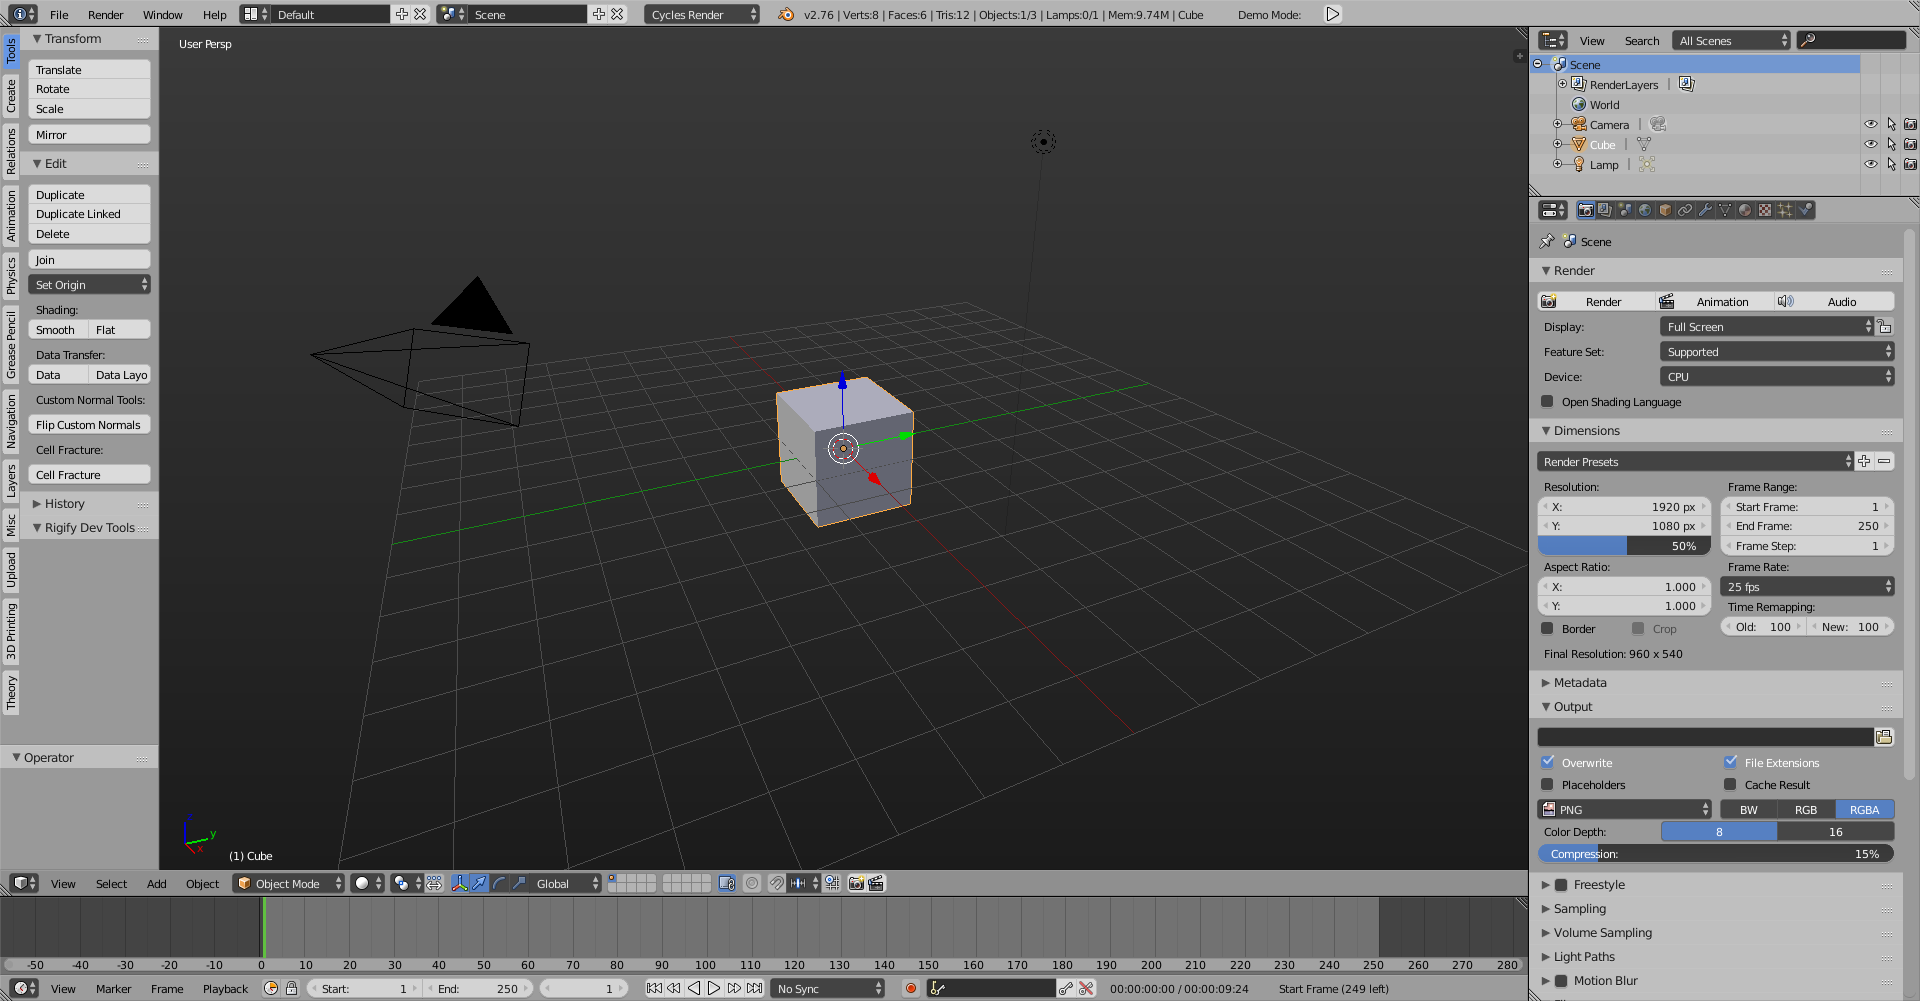 File Render Window Help Default Scene Cycles Render v2.76 | Verts:8 | Faces:6 | Tris:12 | Objects:1/3 | Lamps:0/1 | Mem:9.74M | Cube Demo Mode:
Tools
Create
Relations
Animation
Physics
Grease Pencil
Navigation
Layers
Misc
Upload
3D Printing
Theory
Transform
Translate
Rotate
Scale
Mirror
Edit
Duplicate
Duplicate Linked
Delete
Join
Set Origin
Shading:
Smooth Flat
Data Transfer:
Data Data Layo
Custom Normal Tools:
Flip Custom Normals
Cell Fracture:
Cell Fracture
History
Rigify Dev Tools
Operator
User Persp
z
y
x
(1) Cube
View Select Add Object Object Mode Global
-50 -40 -30 -20 -10 0 10 20 30 40 50 60 70 80 90 100 110 120 130 140 150 160 170 180 190 200 210 220 230 240 250 260 270 280
View Marker Frame Playback Start: 1 End: 250 1 No Sync 00:00:00:00 / 00:00:09:24 Start Frame (249 left)
View Search All Scenes
Scene
RenderLayers
World
Camera
Cube
Lamp
Scene
Render
Render Animation Audio
Display: Full Screen
Feature Set: Supported
Device: CPU
Open Shading Language
Dimensions
Render Presets
Resolution: Frame Range:
X: 1920 px Start Frame: 1
Y: 1080 px End Frame: 250
50% Frame Step: 1
Aspect Ratio: Frame Rate:
X: 1.000 25 fps
Y: 1.000 Time Remapping:
Border Crop Old: 100 New: 100
Final Resolution: 960 x 540
Metadata
Output
Overwrite File Extensions
Placeholders Cache Result
PNG BW RGB RGBA
Color Depth: 8 16
Compression: 15%
Freestyle
Sampling
Volume Sampling
Light Paths
Motion Blur